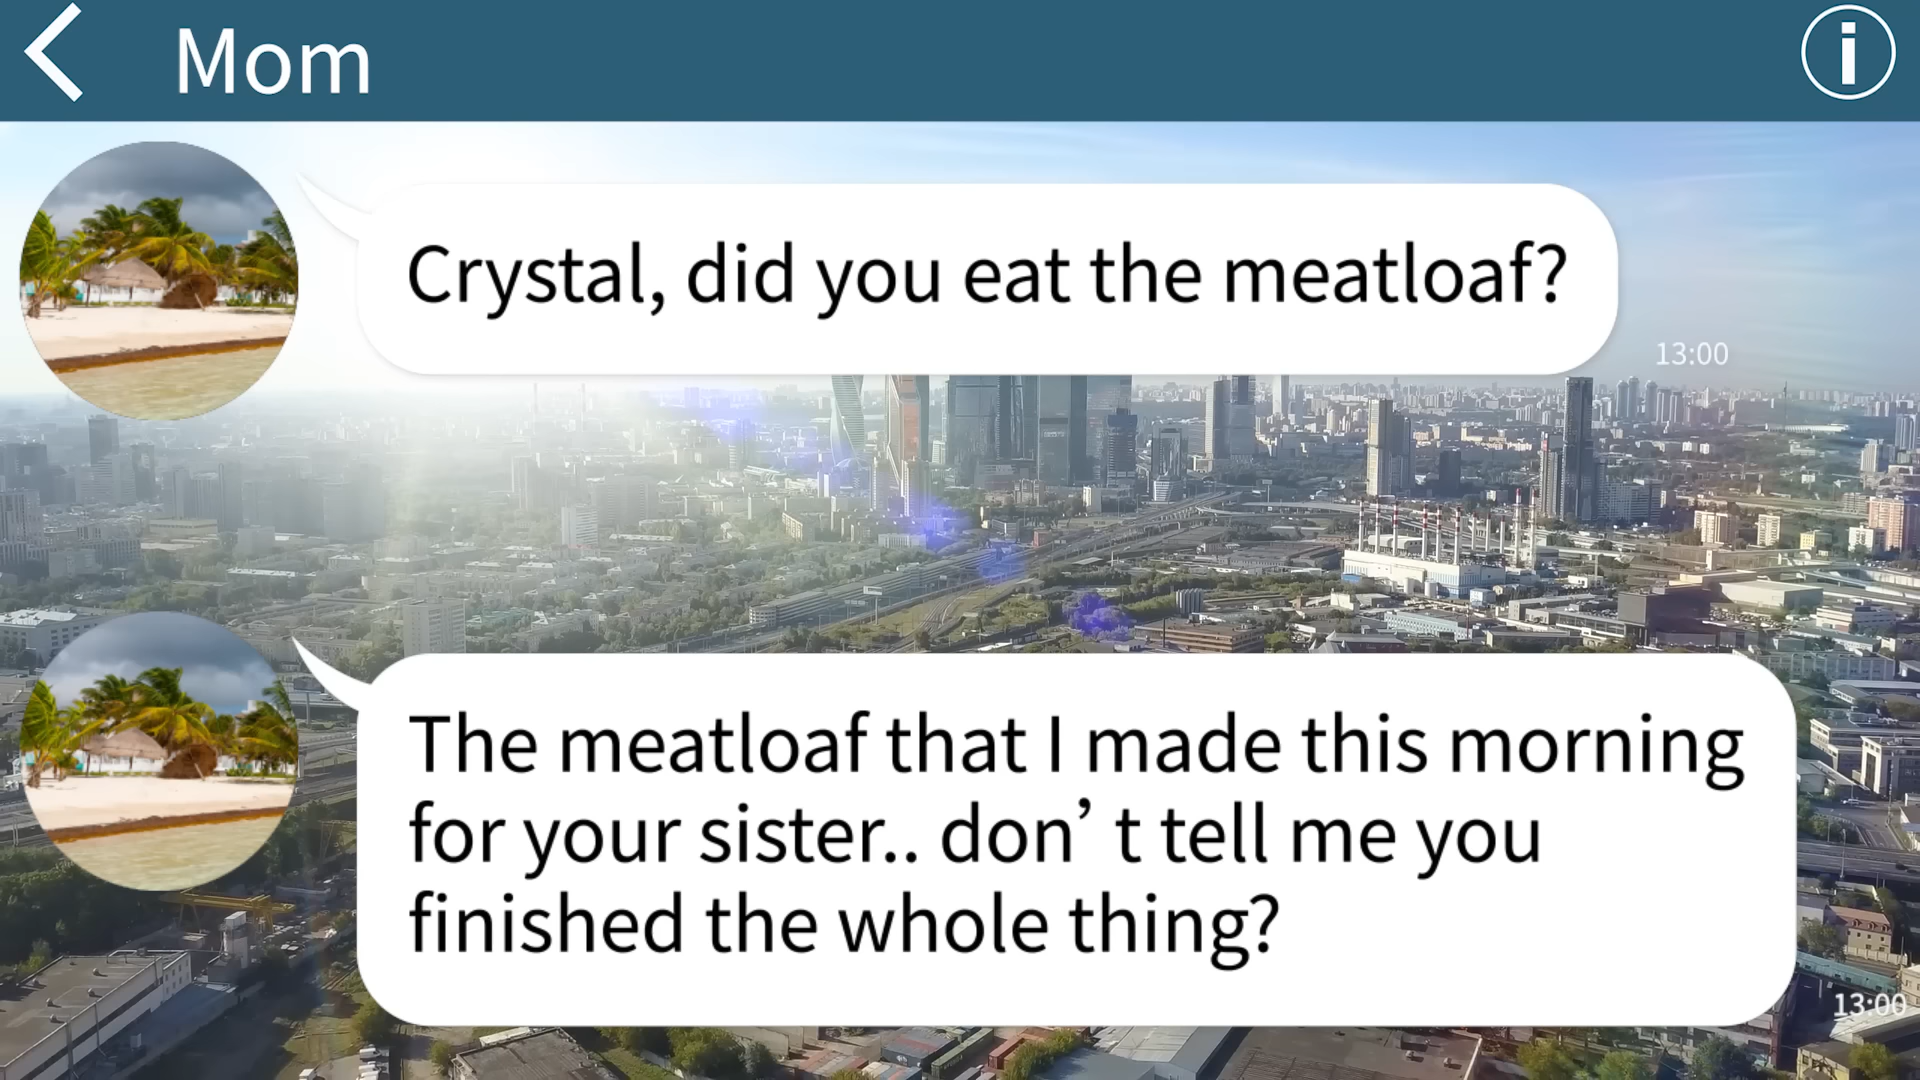 Mom
i
Crystal, did you eat the meatloaf?
13:00
The meatloaf that I made this morning
for your sister.. don’ t tell me you
finished the whole thing?
13:00